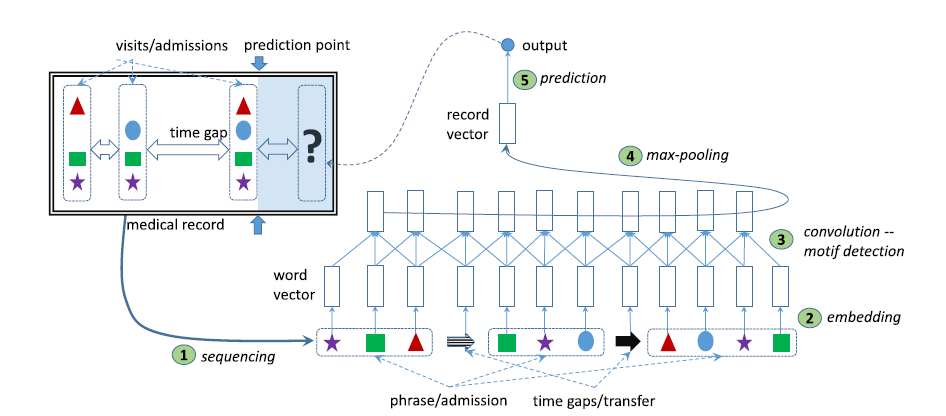 visits/admissions
prediction point
output
5 prediction
time gap
?
record
vector
4 max-pooling
medical record
3 convolution --
motif detection
word
vector
2 embedding
1 sequencing
phrase/admission
time gaps/transfer